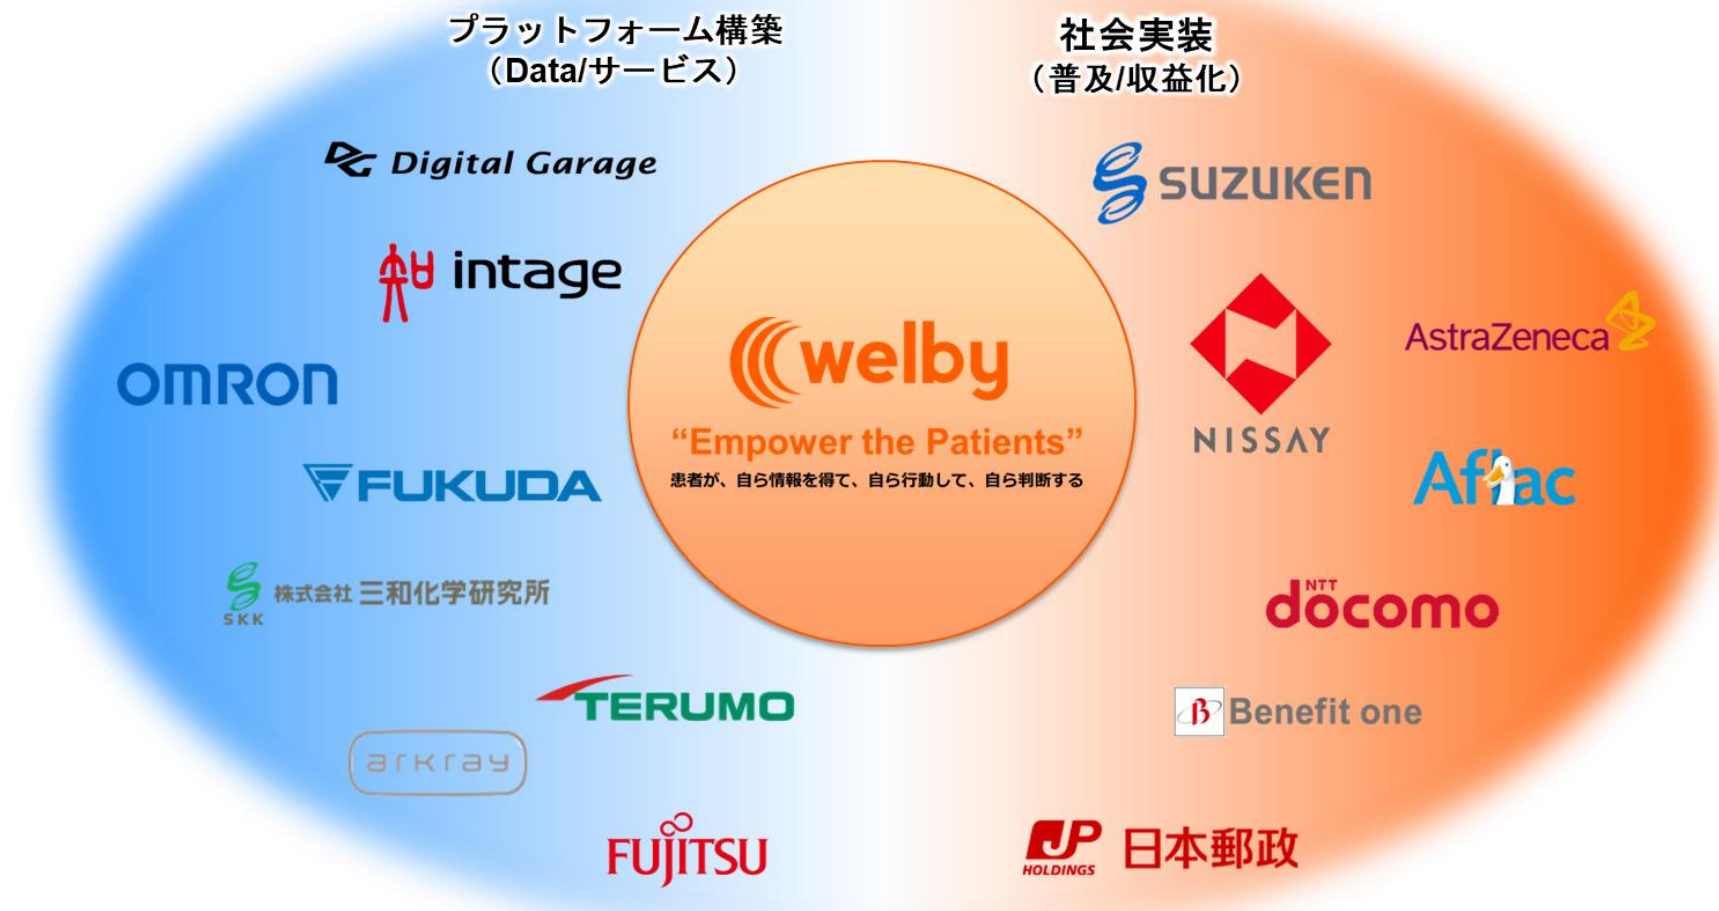 プラットフォーム構築
（Data/サービス）
社会実装
（普及/収益化）
DG Digital Garage
intage
OMRON
FUKUDA
SKK
株式会社 三和化学研究所
TERUMO
arkray
FUJITSU
welby
“Empower the Patients”
患者が、自ら情報を得て、自ら行動して、自ら判断する
SUZUKEN
NISSAY
AstraZeneca
Aflac
NTT
docomo
Benefit one
JP
HOLDINGS
日本郵政